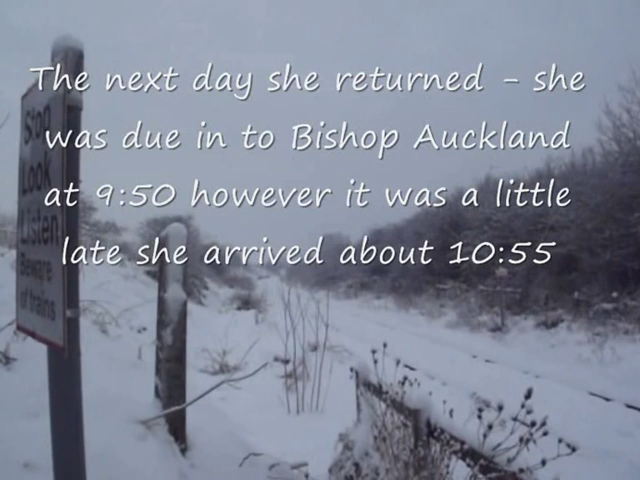 The next day she returned - she
was due in to Bishop Auckland
at 9:50 however it was a little
late she arrived about 10:55
Stop
Look
Listen
Beware
of trains